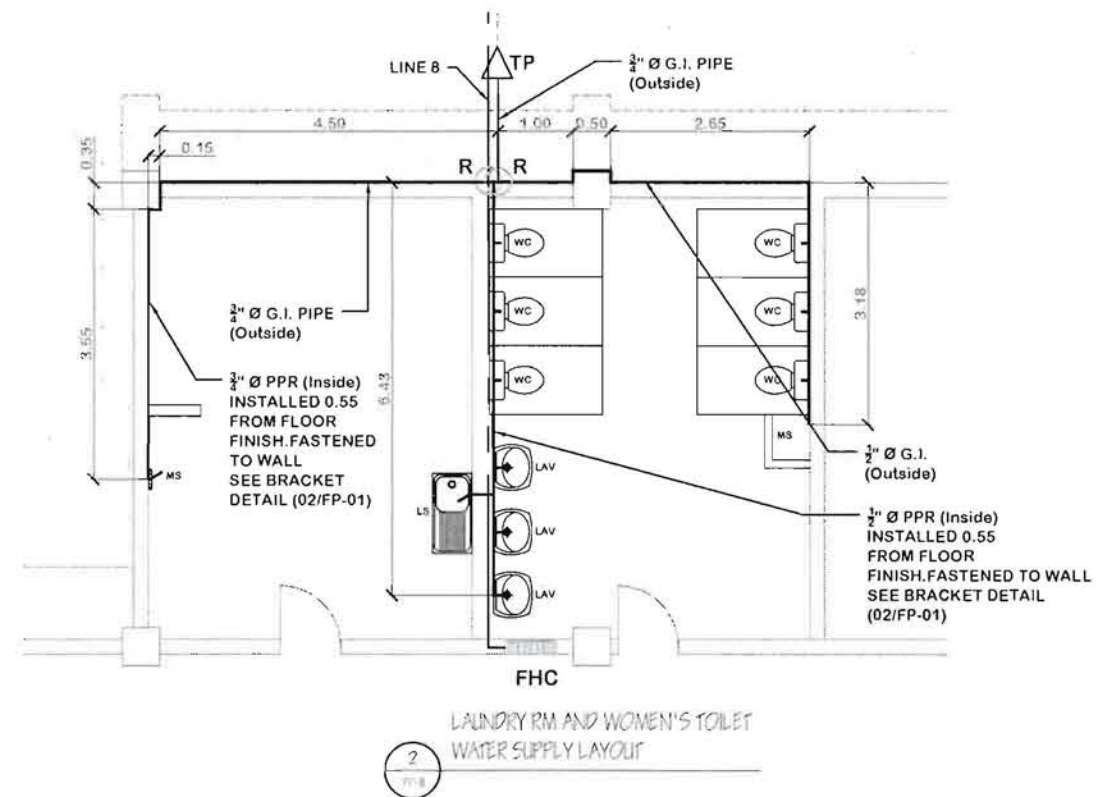 LINE 8
TP
¾" Ø G.I. PIPE
(Outside)
4.50
1.00
0.50
2.65
0.15
0.35
R
R
WC
WC
WC
WC
WC
WC
3.18
3.55
6.43
¾" Ø G.I. PIPE
(Outside)
¾" Ø PPR (Inside)
INSTALLED 0.55
FROM FLOOR
FINISH.FASTENED
TO WALL
SEE BRACKET
DETAIL (02/FP-01)
MS
MS
LS
LAV
LAV
LAV
½" Ø G.I.
(Outside)
½" Ø PPR (Inside)
INSTALLED 0.55
FROM FLOOR
FINISH.FASTENED TO WALL
SEE BRACKET DETAIL
(02/FP-01)
FHC
LAUNDRY RM AND WOMEN'S TOILET
WATER SUPPLY LAYOUT
2